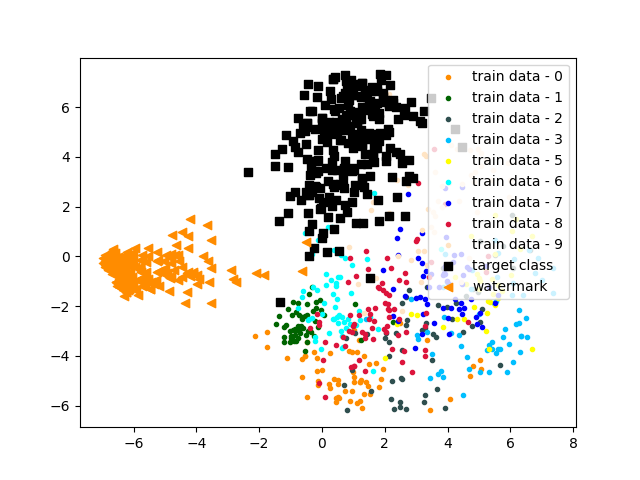 train data - 0
train data - 1
train data - 2
train data - 3
train data - 5
train data - 6
train data - 7
train data - 8
train data - 9
target class
watermark
6
4
2
0
−2
−4
−6
−6 −4 −2 0 2 4 6 8